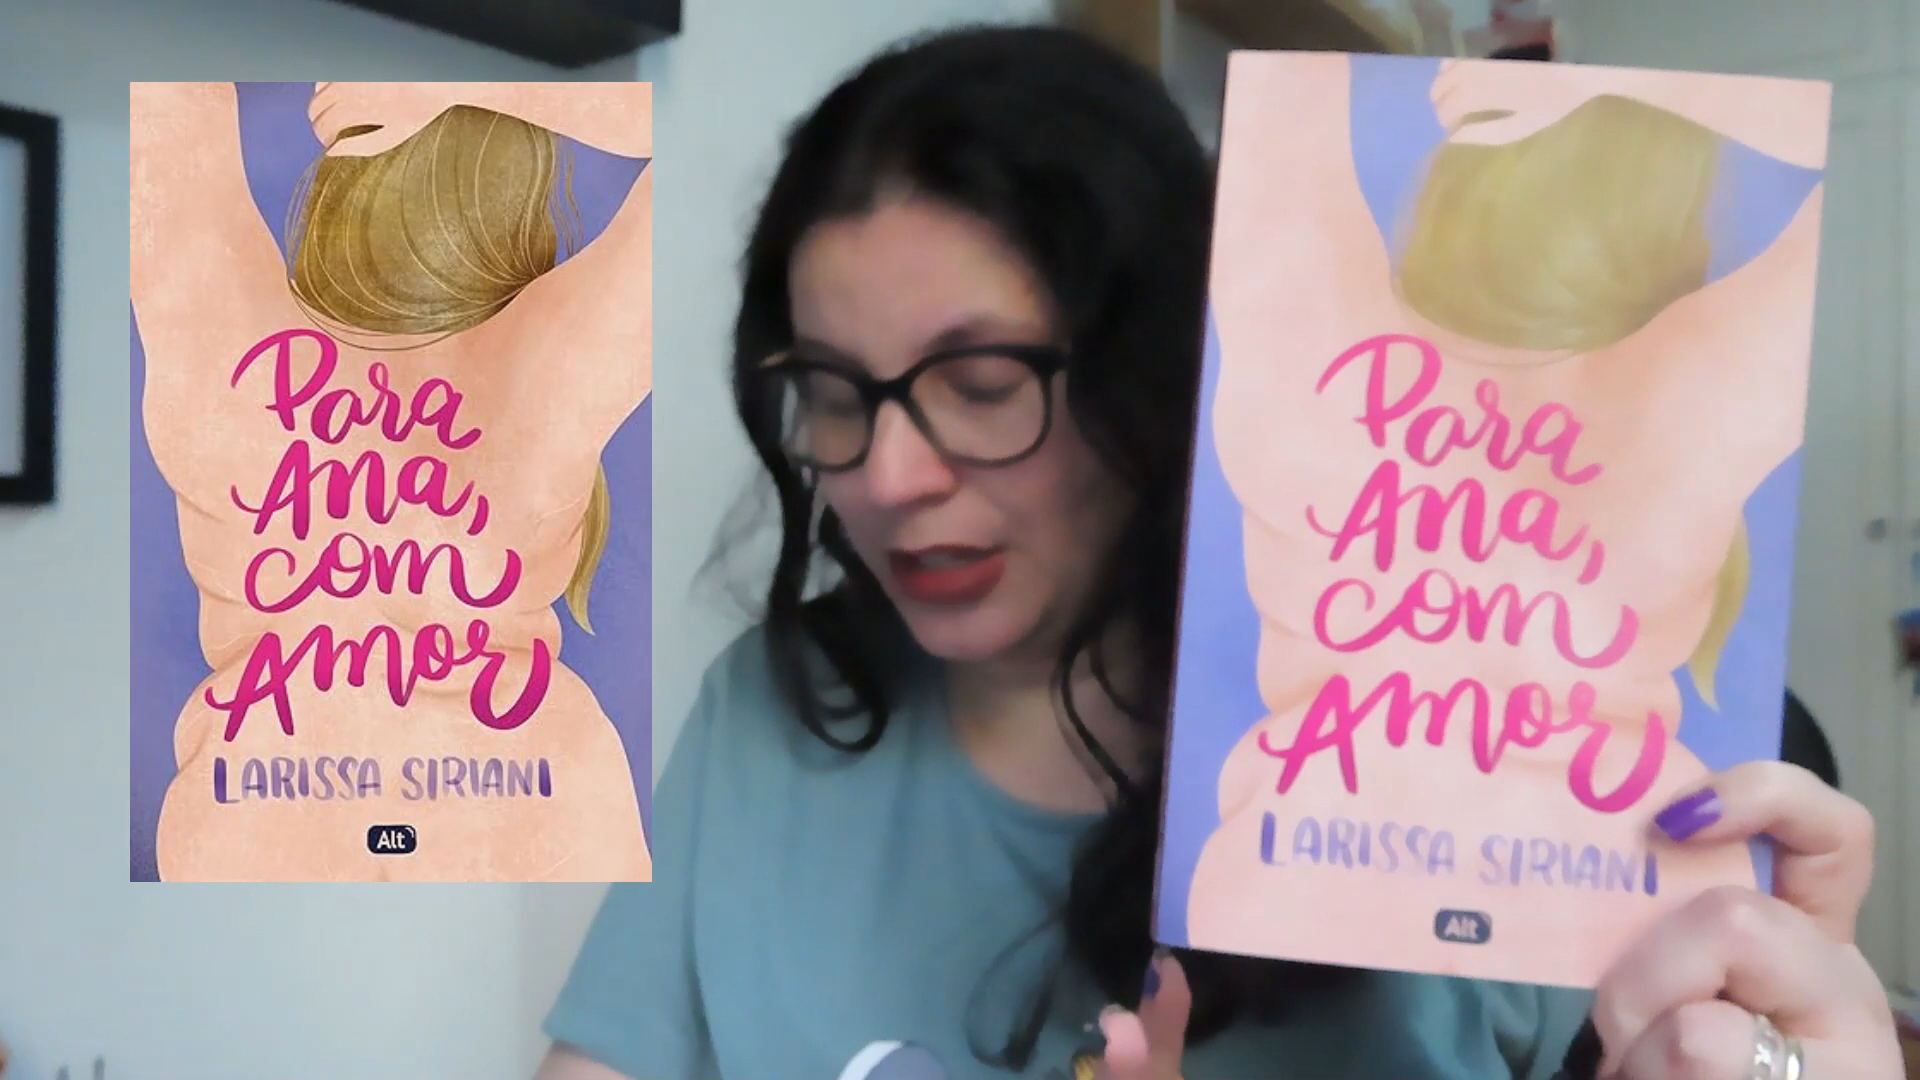 Para
Ana,
com
Amor
LARISSA SIRIANI
Alt
Para
Ana,
com
Amor
LARISSA SIRIANI
Alt